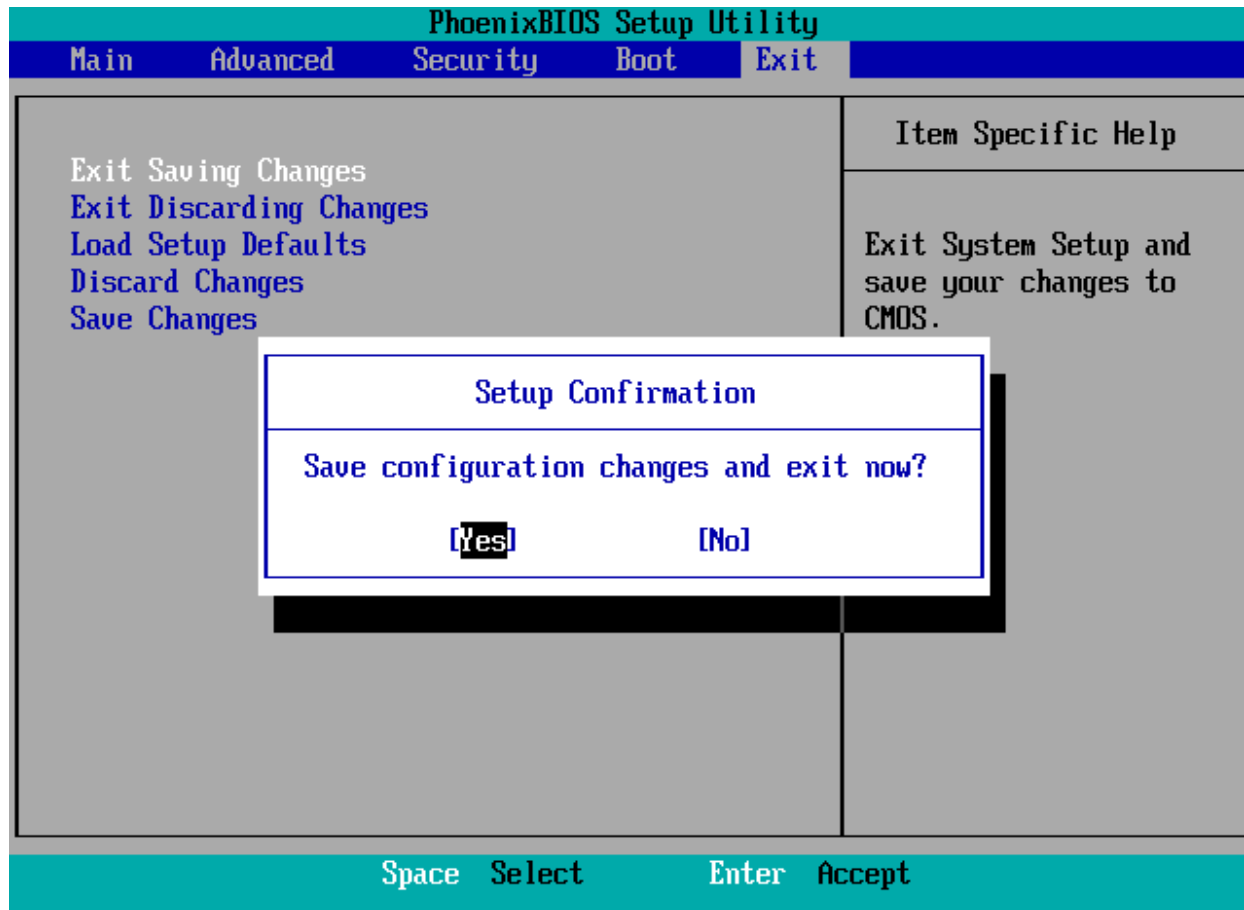 PhoenixBIOS Setup Utility
Main Advanced Security Boot Exit
Item Specific Help
Exit Saving Changes
Exit Discarding Changes
Load Setup Defaults
Discard Changes
Save Changes
Exit System Setup and
save your changes to
CMOS.
Setup Confirmation
Save configuration changes and exit now?
[Yes] [No]
Space Select Enter Accept